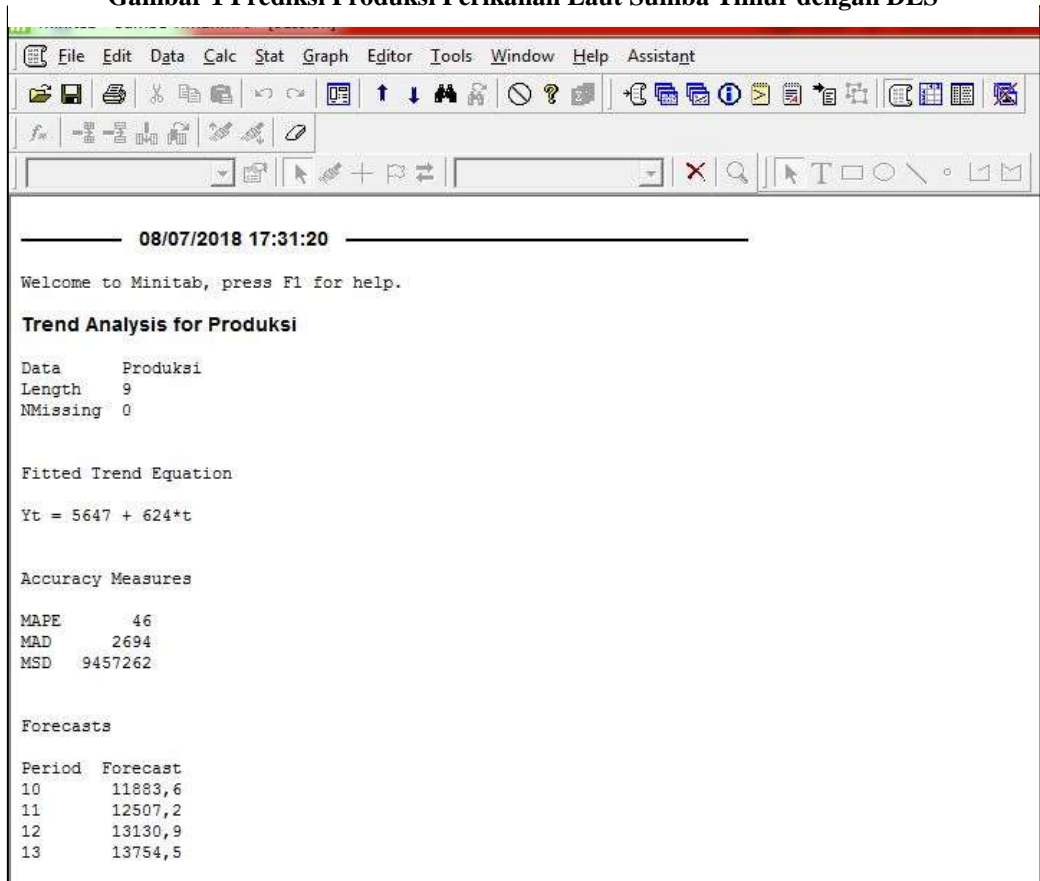 Gambar 1 Prediksi Produksi Perikanan Laut Sumba Timur dengan DES
File Edit Data Calc Stat Graph Editor Tools Window Help Assistant
08/07/2018 17:31:20
Welcome to Minitab, press F1 for help.
Trend Analysis for Produksi
Data Produksi
Length 9
NMissing 0
Fitted Trend Equation
Yt = 5647 + 624*t
Accuracy Measures
MAPE 46
MAD 2694
MSD 9457262
Forecasts
Period Forecast
10 11883,6
11 12507,2
12 13130,9
13 13754,5